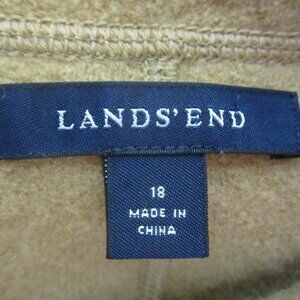 LANDS' END
18
MADE IN
CHINA